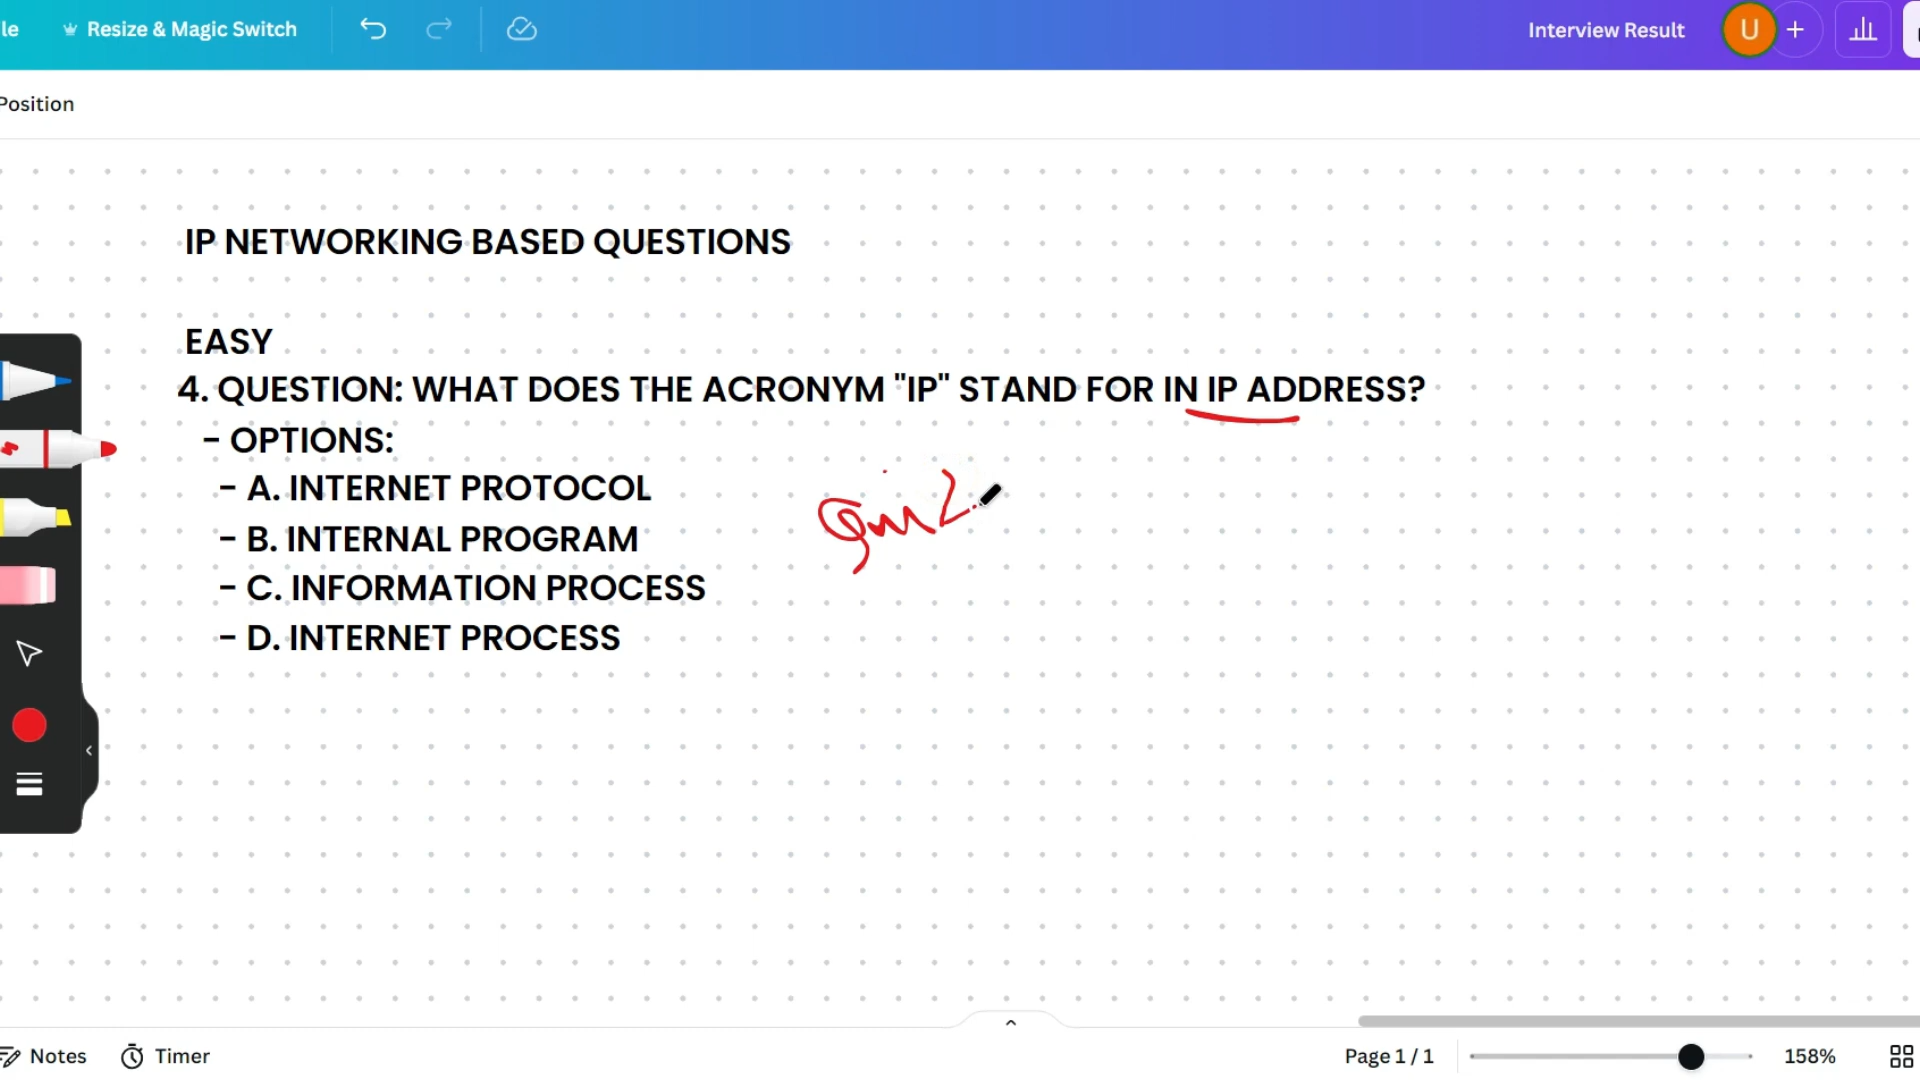 le Resize & Magic Switch Interview Result U
Position
IP NETWORKING BASED QUESTIONS
EASY
4. QUESTION: WHAT DOES THE ACRONYM "IP" STAND FOR IN IP ADDRESS?
- OPTIONS:
- A. INTERNET PROTOCOL
- B. INTERNAL PROGRAM
- C. INFORMATION PROCESS
- D. INTERNET PROCESS
Quiz
Notes Timer Page 1 / 1 158%